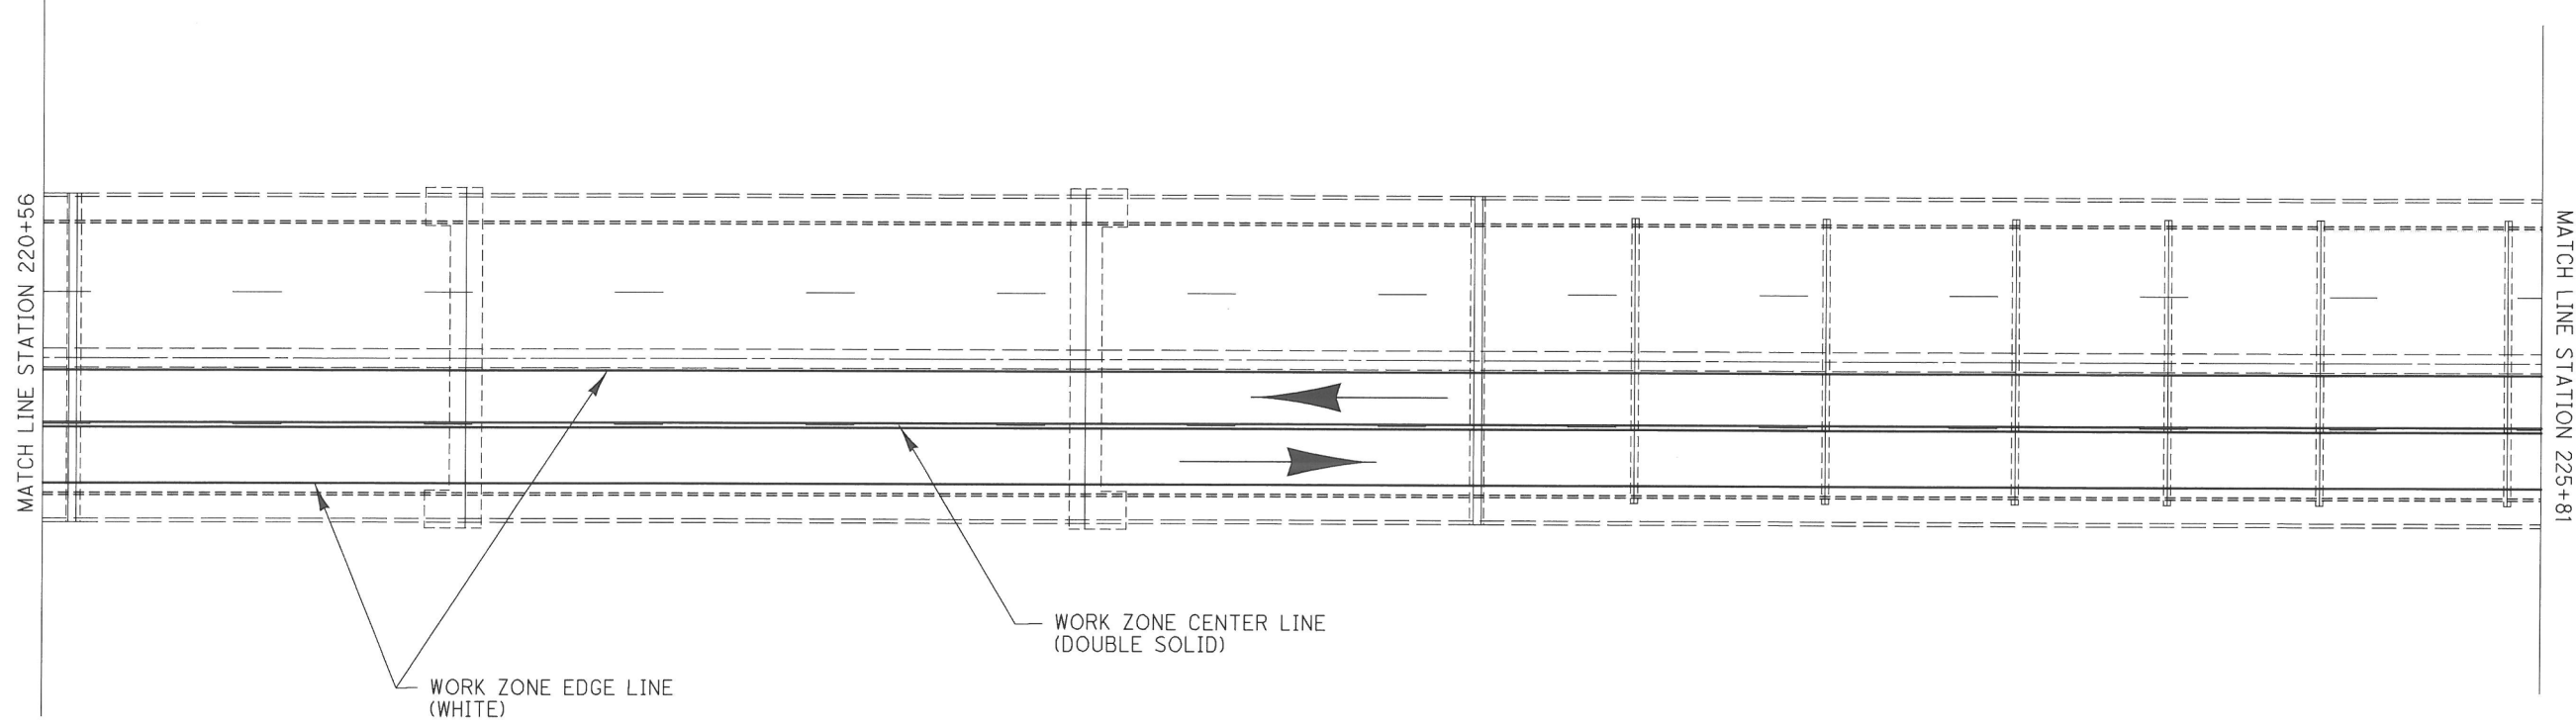 MATCH LINE STATION 220+56
WORK ZONE EDGE LINE
(WHITE)
WORK ZONE CENTER LINE
(DOUBLE SOLID)
MATCH LINE STATION 225+81